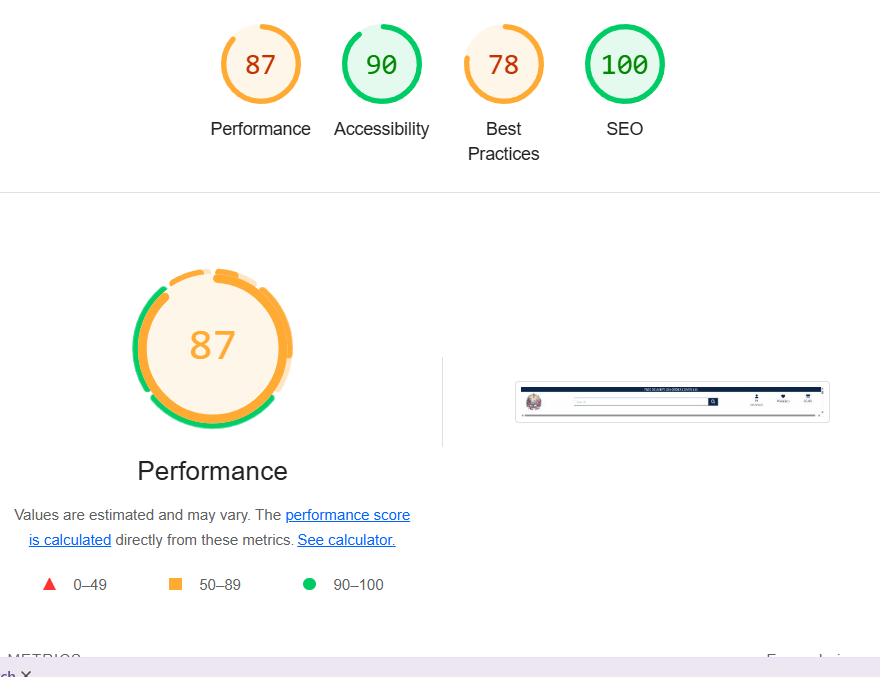 87
90
78
100
Performance
Accessibility
Best
Practices
SEO
87
Performance
Values are estimated and may vary. The performance score
is calculated directly from these metrics. See calculator.
0–49
50–89
90–100
METRICS
ch